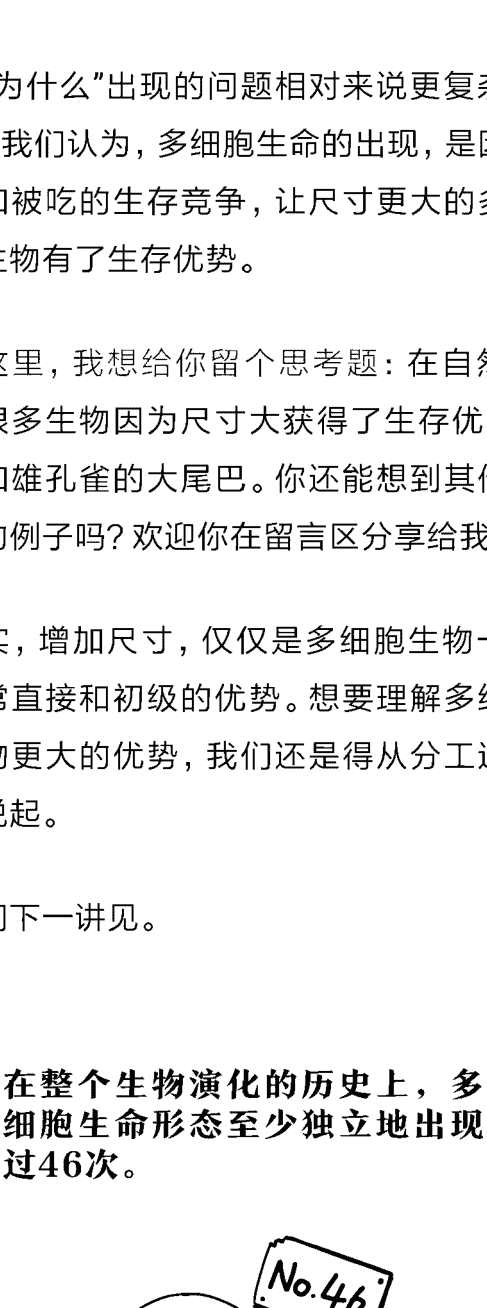 为什么”出现的问题相对来说更复杂
我们认为，多细胞生命的出现，是因
和被吃的生存竞争，让尺寸更大的多
生物有了生存优势。
这里，我想给你留个思考题：在自然
很多生物因为尺寸大获得了生存优
如雄孔雀的大尾巴。你还能想到其他
的例子吗？欢迎你在留言区分享给我
实，增加尺寸，仅仅是多细胞生物一
常直接和初级的优势。想要理解多细
物更大的优势，我们还是得从分工说
说起。
们下一讲见。
在整个生物演化的历史上，多
细胞生命形态至少独立地出现
过46次。
No.46